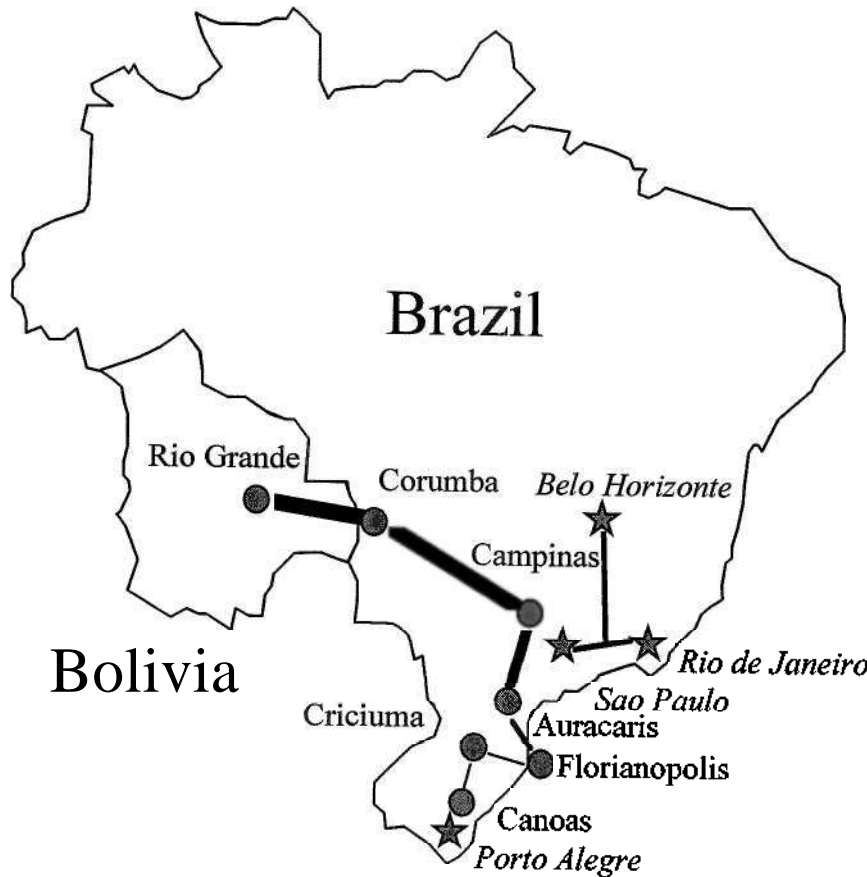 Brazil
Rio Grande
Corumba
Belo Horizonte
Campinas
Bolivia
Rio de Janeiro
Sao Paulo
Criciuma
Auracaris
Florianopolis
Canoas
Porto Alegre